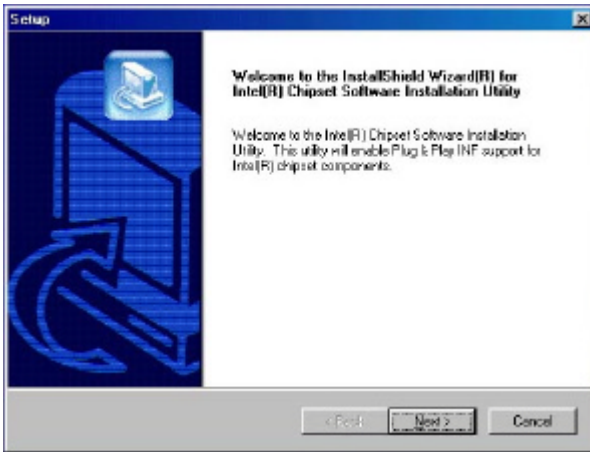 Setup
Welcome to the InstallShield Wizard(R) for
Intel(R) Chipset Software Installation Utility
Welcome to the Intel(R) Chipset Software Installation
Utility. This utility will enable Plug & Play INF support for
Intel(R) chipset components.
< Back
Next >
Cancel